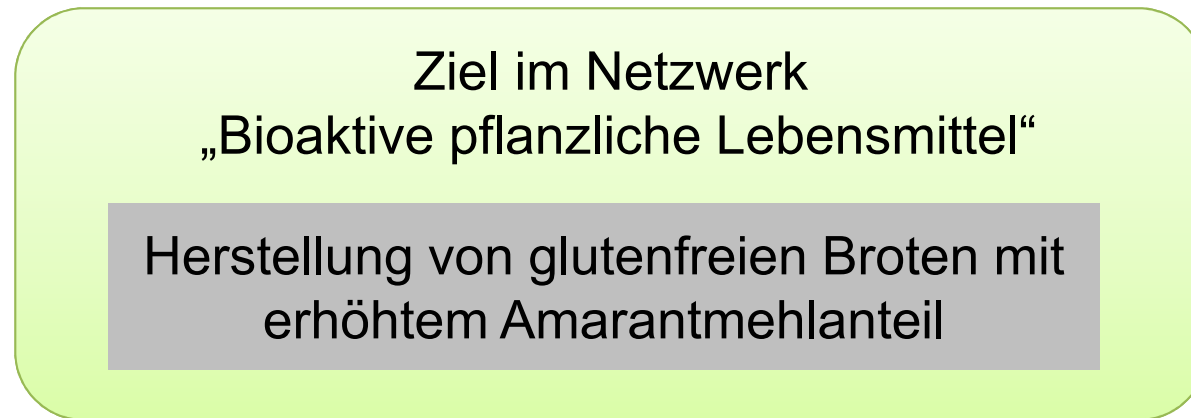 Ziel im Netzwerk
„Bioaktive pflanzliche Lebensmittel“
Herstellung von glutenfreien Broten mit
erhöhtem Amarantmehlanteil